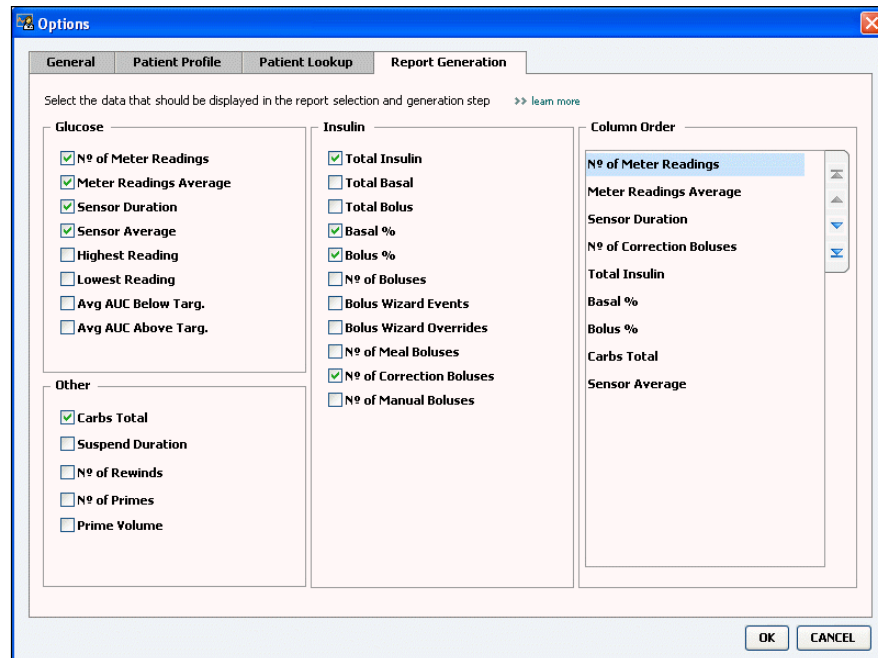 Options
General
Patient Profile
Patient Lookup
Report Generation
Select the data that should be displayed in the report selection and generation step >> learn more
Glucose
Nº of Meter Readings
Meter Readings Average
Sensor Duration
Sensor Average
Highest Reading
Lowest Reading
Avg AUC Below Targ.
Avg AUC Above Targ.
Other
Carbs Total
Suspend Duration
Nº of Rewinds
Nº of Primes
Prime Volume
Insulin
Total Insulin
Total Basal
Total Bolus
Basal %
Bolus %
Nº of Boluses
Bolus Wizard Events
Bolus Wizard Overrides
Nº of Meal Boluses
Nº of Correction Boluses
Nº of Manual Boluses
Column Order
Nº of Meter Readings
Meter Readings Average
Sensor Duration
Nº of Correction Boluses
Total Insulin
Basal %
Bolus %
Carbs Total
Sensor Average
OK
CANCEL